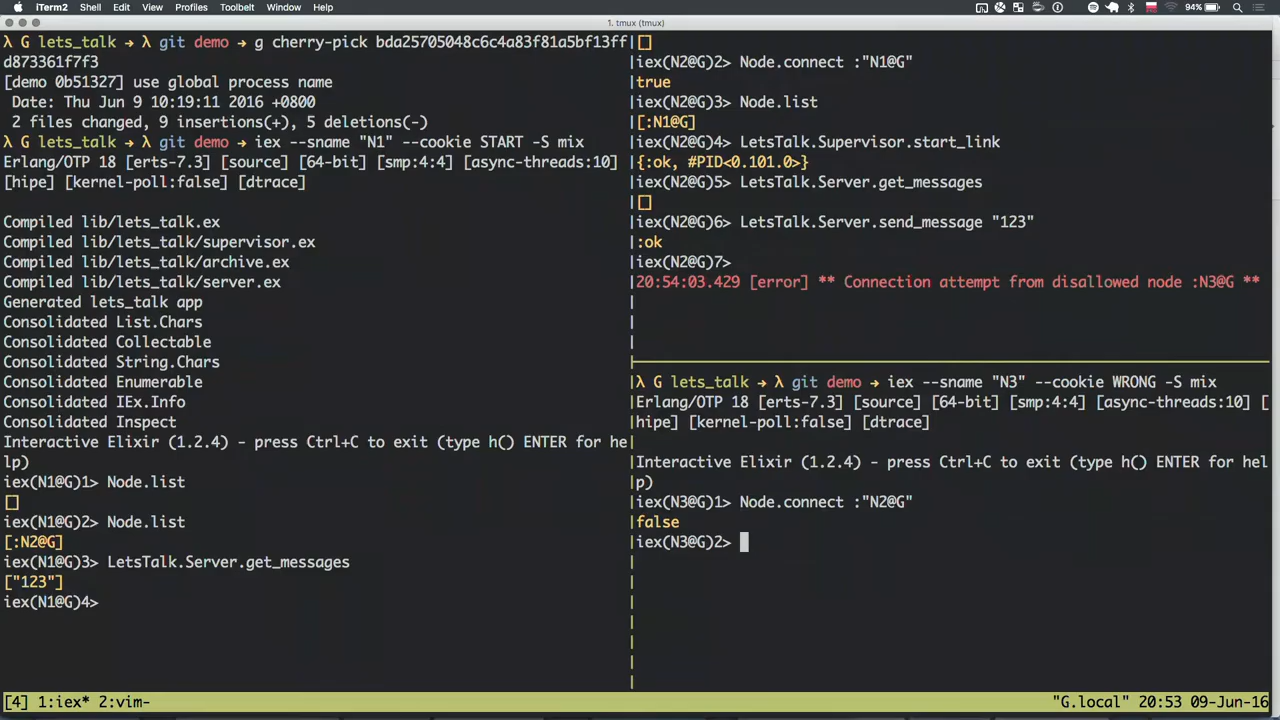 iTerm2 Shell Edit View Profiles Toolbelt Window Help 94%
1. tmux (tmux)
λ G lets_talk → λ git demo → g cherry-pick bda25705048c6c4a83f81a5bf13ff
d873361f7f3
[demo 0b51327] use global process name
Date: Thu Jun 9 10:19:11 2016 +0800
2 files changed, 9 insertions(+), 5 deletions(-)
λ G lets_talk → λ git demo → iex --sname "N1" --cookie START -S mix
Erlang/OTP 18 [erts-7.3] [source] [64-bit] [smp:4:4] [async-threads:10]
[hipe] [kernel-poll:false] [dtrace]
Compiled lib/lets_talk.ex
Compiled lib/lets_talk/supervisor.ex
Compiled lib/lets_talk/archive.ex
Compiled lib/lets_talk/server.ex
Generated lets_talk app
Consolidated List.Chars
Consolidated Collectable
Consolidated String.Chars
Consolidated Enumerable
Consolidated IEx.Info
Consolidated Inspect
Interactive Elixir (1.2.4) - press Ctrl+C to exit (type h() ENTER for he
lp)
iex(N1@G)1> Node.list
[]
iex(N1@G)2> Node.list
[:N2@G]
iex(N1@G)3> LetsTalk.Server.get_messages
["123"]
iex(N1@G)4>
[]
iex(N2@G)2> Node.connect :"N1@G"
true
iex(N2@G)3> Node.list
[:N1@G]
iex(N2@G)4> LetsTalk.Supervisor.start_link
{:ok, #PID<0.101.0>}
iex(N2@G)5> LetsTalk.Server.get_messages
[]
iex(N2@G)6> LetsTalk.Server.send_message "123"
:ok
iex(N2@G)7>
20:54:03.429 [error] ** Connection attempt from disallowed node :N3@G **
λ G lets_talk → λ git demo → iex --sname "N3" --cookie WRONG -S mix
Erlang/OTP 18 [erts-7.3] [source] [64-bit] [smp:4:4] [async-threads:10] [
hipe] [kernel-poll:false] [dtrace]
Interactive Elixir (1.2.4) - press Ctrl+C to exit (type h() ENTER for hel
p)
iex(N3@G)1> Node.connect :"N2@G"
false
iex(N3@G)2>
[4] 1:iex* 2:vim- "G.local" 20:53 09-Jun-16